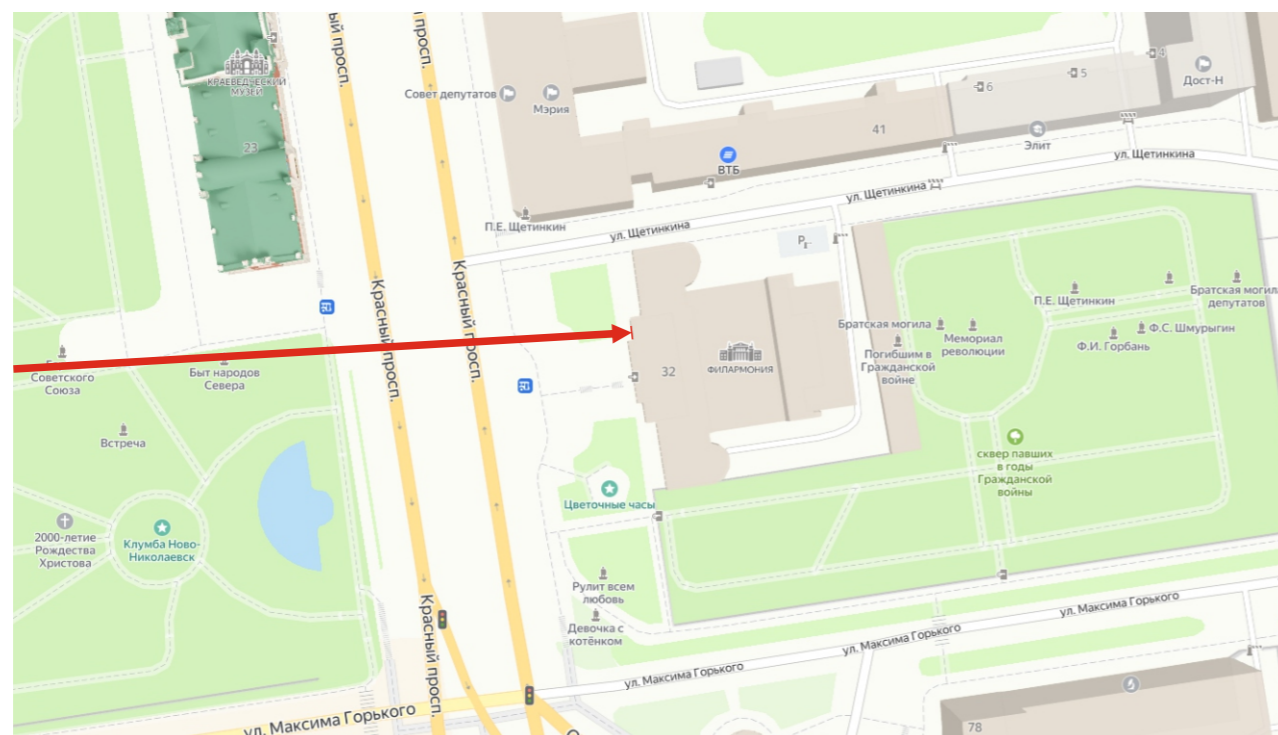 ый просп.
Красный просп.
КРАЕВЕДЧЕСКИЙ
МУЗЕЙ
23
Совет депутатов
Мэрия
4
5
6
Дост-Н
41
Элит
ВТБ
ул. Щетинкина
ул. Щетинкина
ул. Щетинкина
П.Е. Щетинкин
P
Красный просп.
Красный просп.
П.Е. Щетинкин
Братская могила
депутатов
Братская могила
Мемориал
революции
Ф.С. Шмурыгин
Ф.И. Горбань
Погибшим в
Гражданской
войне
Советского
Союза
Быт народов
Севера
32
ФИЛАРМОНИЯ
Встреча
сквер павших
в годы
Гражданской
войны
Цветочные часы
2000-летие
Рождества
Христова
Клумба Ново-
Николаевск
Рулит всем
любовь
Девочка с
котёнком
Красный просп.
ул. Максима Горького
ул. Максима Горького
ул. Максима Горького
ул. Максима Горького
78